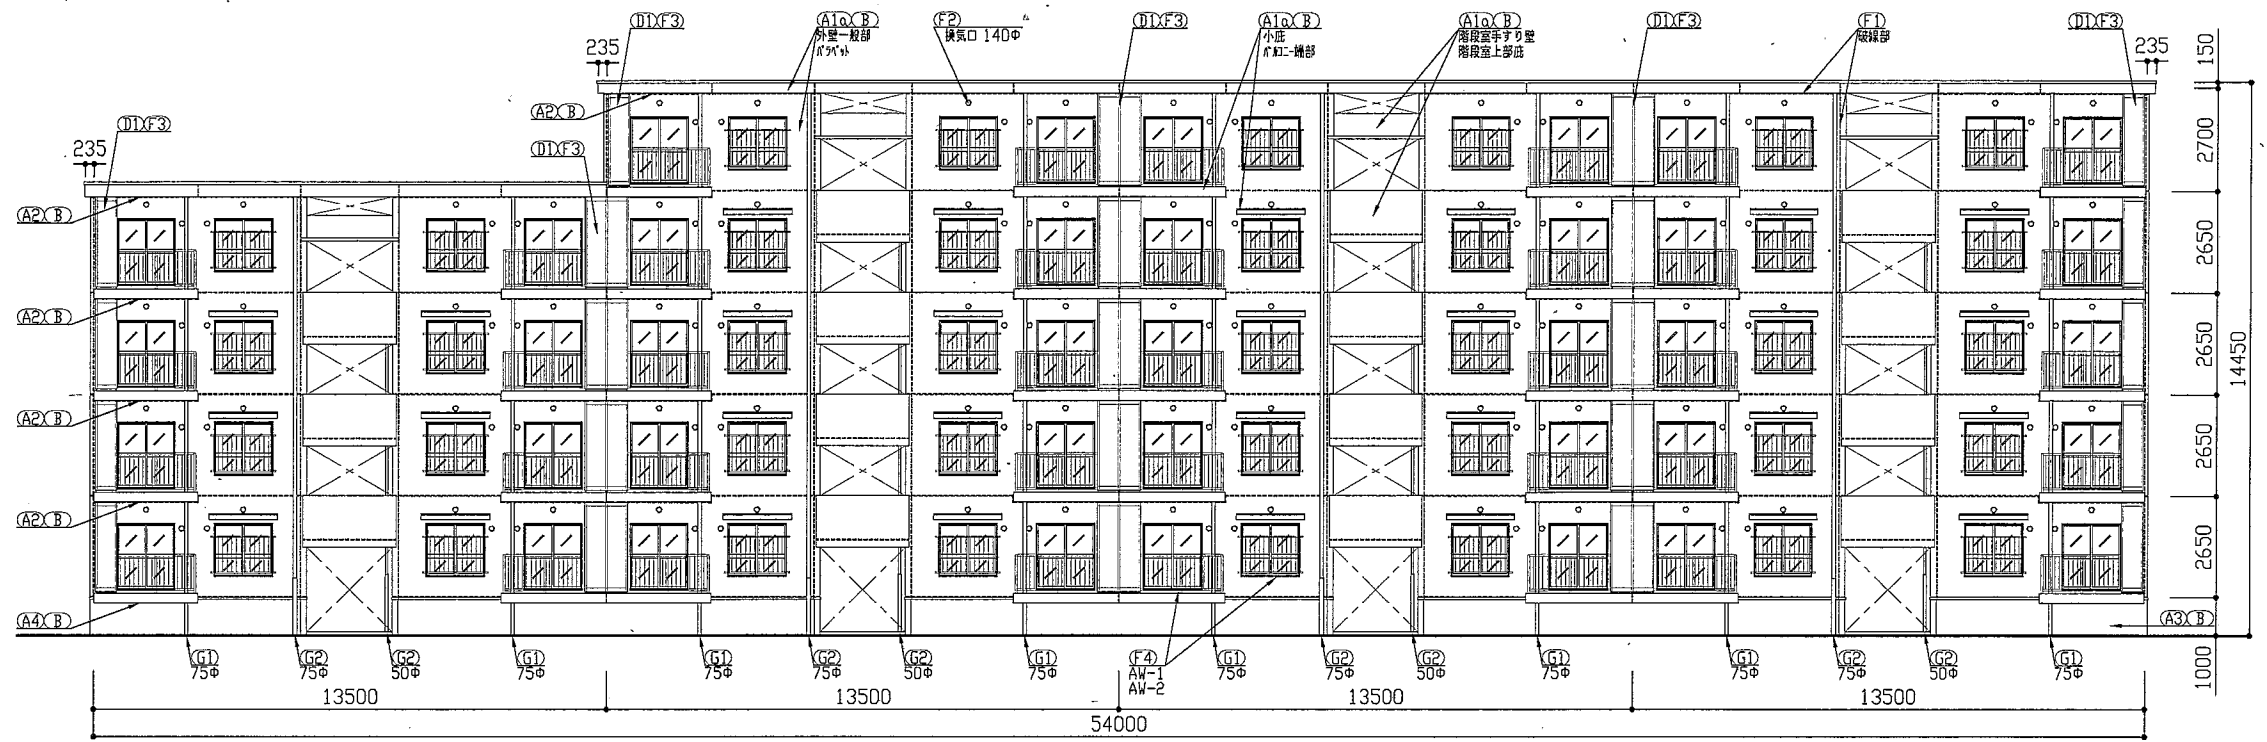 D1 F3
A1a B
外壁一般部
パラペット
F2
換気口 140Φ
D1 F3
A1a B
小庇
バルコニー端部
A1a B
階段室手すり壁
階段室上部庇
D1 F3
F1
破線部
D1 F3
235
235
150
A2 B
D1 F3
D1 F3
235
2700
A2 B
2650
A2 B
2650
14450
A2 B
2650
A2 B
2650
A4 B
A3 B
1000
G1
75Φ
G2
75Φ
G2
50Φ
G1
75Φ
G1
75Φ
G2
75Φ
G2
50Φ
G1
75Φ
F4
AW-1
AW-2
G1
75Φ
G2
75Φ
G2
50Φ
G1
75Φ
G1
75Φ
G2
75Φ
G2
50Φ
G1
75Φ
13500
13500
13500
13500
54000